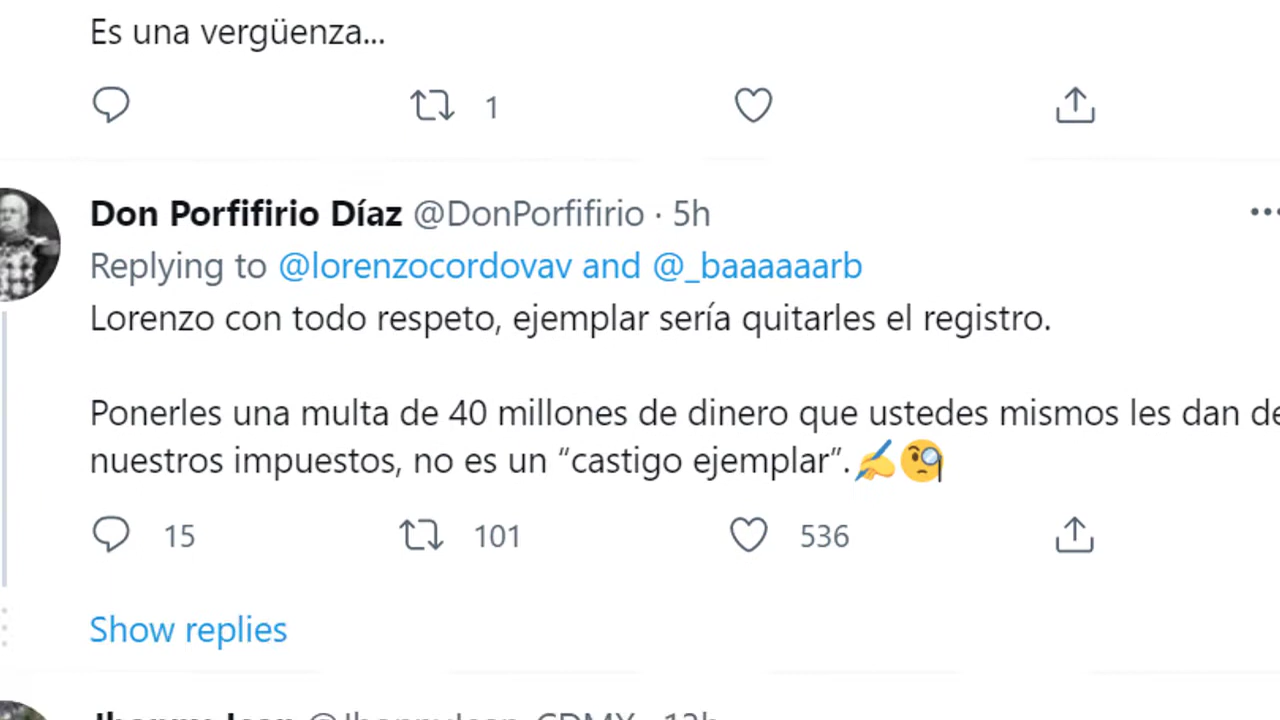 Es una vergüenza...
1
Don Porfifirio Díaz @DonPorfifirio · 5h
Replying to @lorenzocordovav and @_baaaaaarb
Lorenzo con todo respeto, ejemplar sería quitarles el registro.
Ponerles una multa de 40 millones de dinero que ustedes mismos les dan de
nuestros impuestos, no es un “castigo ejemplar”.✍️🧐
15 101 536
Show replies